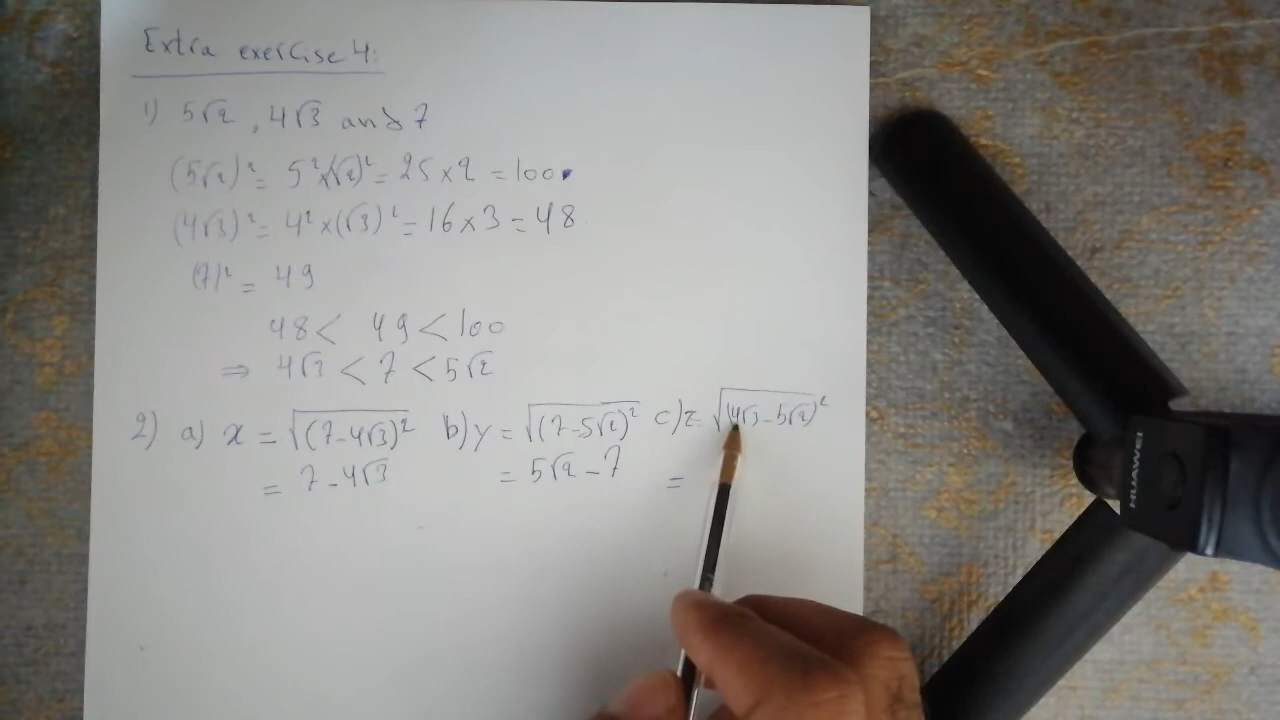 Extra exercise 4:
1) 5√2 , 4√3 and 7
(5√2)² = 5²×(√2)² = 25 × 2 = 100.
(4√3)² = 4² × (√3)² = 16 × 3 = 48
(7)² = 49
48 < 49 < 100
⇒ 4√3 < 7 < 5√2
2) a) x = √(7-4√3)² b) y = √(7-5√2)² c) z = √(4√3-5√2)²
= 7-4√3 = 5√2-7 =
HUAWEI